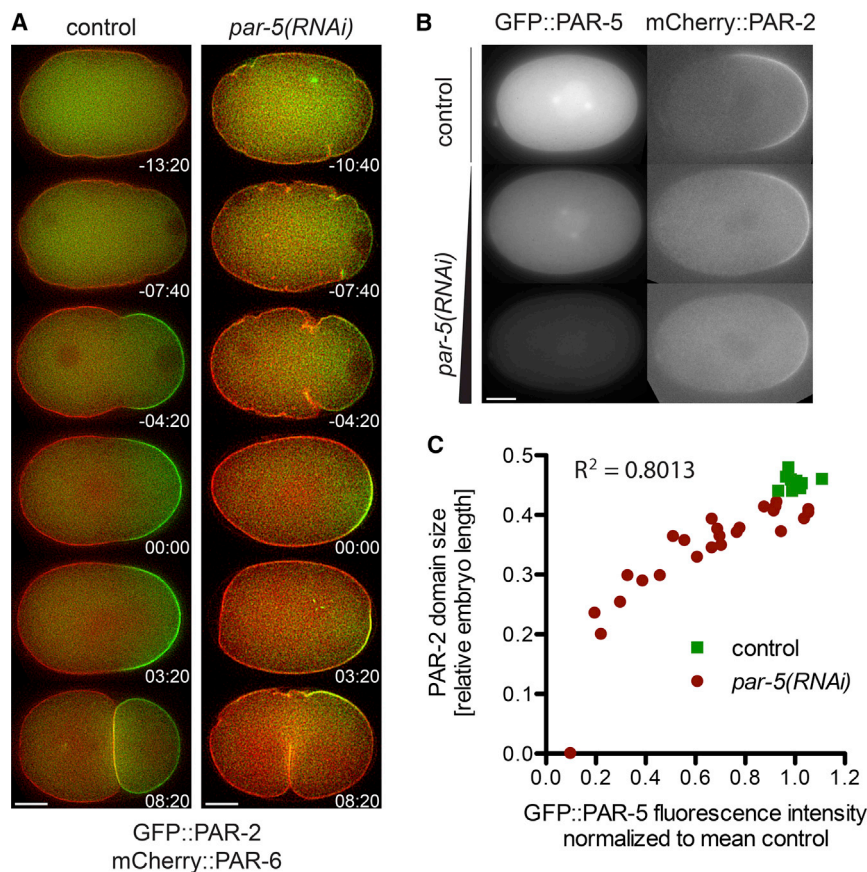 A
control
par-5(RNAi)
-13:20
-10:40
-07:40
-07:40
-04:20
-04:20
00:00
00:00
03:20
03:20
08:20
08:20
GFP::PAR-2
mCherry::PAR-6
B
GFP::PAR-5
mCherry::PAR-2
control
par-5(RNAi)
C
R² = 0.8013
PAR-2 domain size
[relative embryo length]
0.5
0.4
0.3
0.2
0.1
0.0
control
par-5(RNAi)
0.0 0.2 0.4 0.6 0.8 1.0 1.2
GFP::PAR-5 fluorescence intensity
normalized to mean control